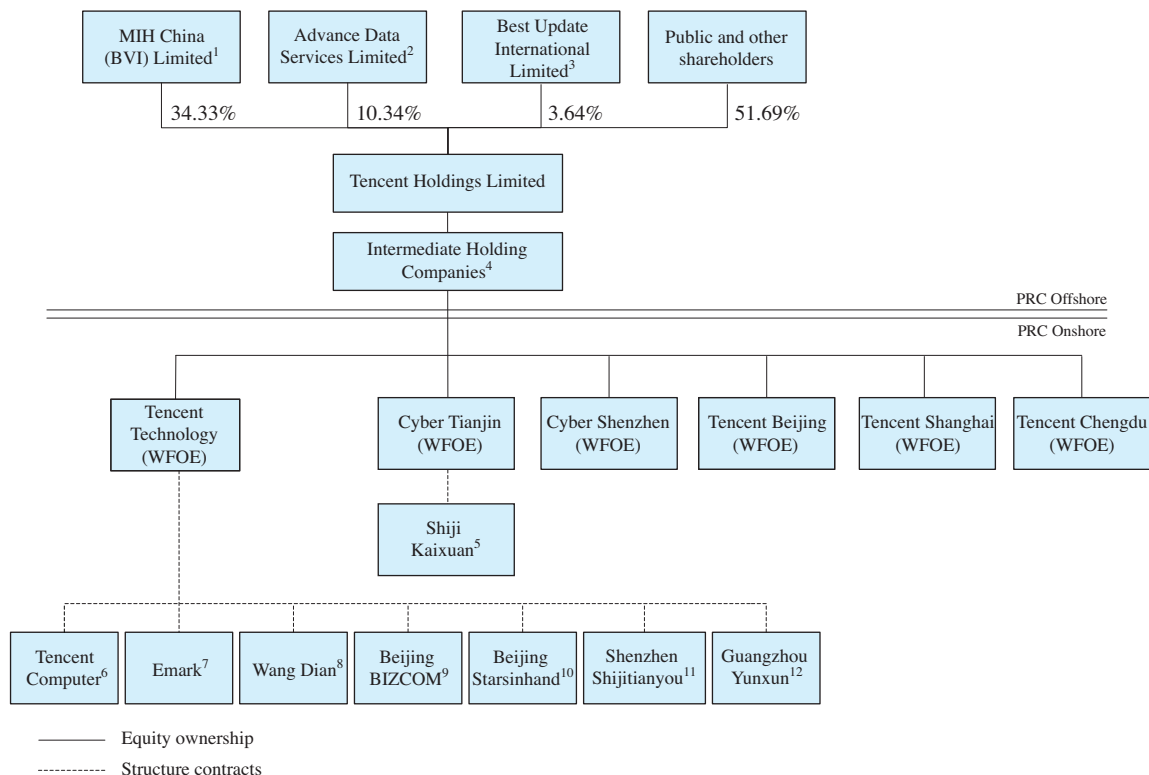 MIH China
(BVI) Limited1
Advance Data
Services Limited2
Best Update
International
Limited3
Public and other
shareholders
34.33%
10.34%
3.64%
51.69%
Tencent Holdings Limited
Intermediate Holding
Companies4
PRC Offshore
PRC Onshore
Tencent
Technology
(WFOE)
Cyber Tianjin
(WFOE)
Cyber Shenzhen
(WFOE)
Tencent Beijing
(WFOE)
Tencent Shanghai
(WFOE)
Tencent Chengdu
(WFOE)
Shiji
Kaixuan5
Tencent
Computer6
Emark7
Wang Dian8
Beijing
BIZCOM9
Beijing
Starsinhand10
Shenzhen
Shijitianyou11
Guangzhou
Yunxun12
Equity ownership
Structure contracts